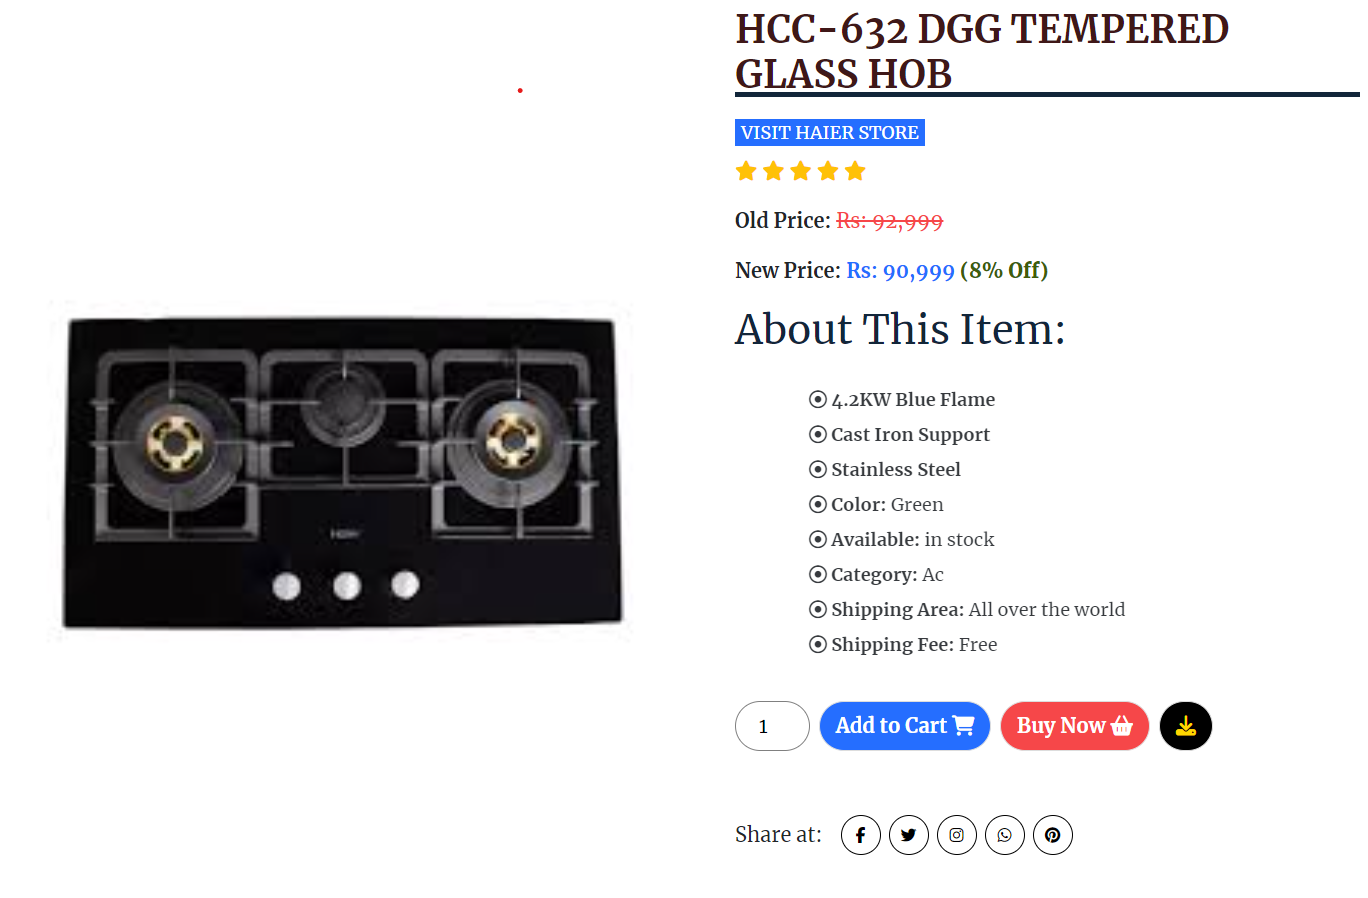 HCC-632 DGG TEMPERED
GLASS HOB
VISIT HAIER STORE
Old Price: Rs: 92,999
New Price: Rs: 90,999 (8% Off)
About This Item:
4.2KW Blue Flame
Cast Iron Support
Stainless Steel
Color: Green
Available: in stock
Category: Ac
Shipping Area: All over the world
Shipping Fee: Free
1
Add to Cart
Buy Now
Share at: